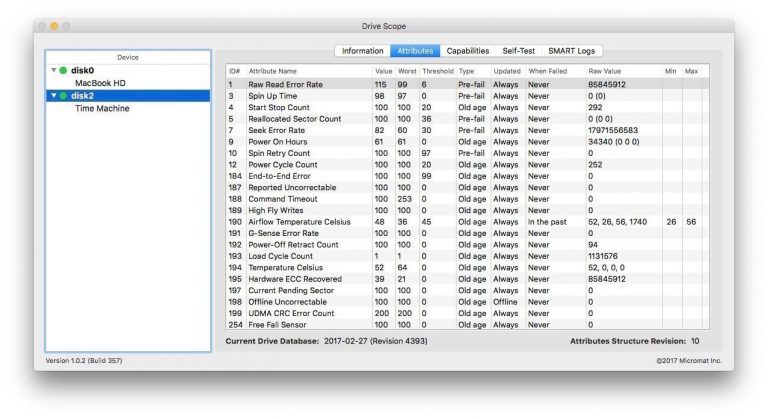 Drive Scope
Information Attributes Capabilities Self-Test SMART Logs
Device
disk0
MacBook HD
disk2
Time Machine
ID# Attribute Name Value Worst Threshold Type Updated When Failed Raw Value Min Max
1 Raw Read Error Rate 115 99 6 Pre-fail Always Never 85845912
3 Spin Up Time 98 97 0 Pre-fail Always Never 0 (0)
4 Start Stop Count 100 100 20 Old age Always Never 292
5 Reallocated Sector Count 100 100 36 Pre-fail Always Never 0 (0 0)
7 Seek Error Rate 82 60 30 Pre-fail Always Never 17971556583
9 Power On Hours 61 61 0 Old age Always Never 34340 (0 0 0)
10 Spin Retry Count 100 100 97 Pre-fail Always Never 0
12 Power Cycle Count 100 100 20 Old age Always Never 252
184 End-to-End Error 100 100 99 Old age Always Never 0
187 Reported Uncorrectable 100 100 0 Old age Always Never 0
188 Command Timeout 100 253 0 Old age Always Never 0
189 High Fly Writes 100 100 0 Old age Always Never 0
190 Airflow Temperature Celsius 48 36 45 Old age Always In the past 52, 26, 56, 1740 26 56
191 G-Sense Error Rate 100 100 0 Old age Always Never 0
192 Power-Off Retract Count 100 100 0 Old age Always Never 94
193 Load Cycle Count 1 1 0 Old age Always Never 1131576
194 Temperature Celsius 52 64 0 Old age Always Never 52, 0, 0, 0
195 Hardware ECC Recovered 39 21 0 Old age Always Never 85845912
197 Current Pending Sector 100 100 0 Old age Always Never 0
198 Offline Uncorrectable 100 100 0 Old age Offline Never 0
199 UDMA CRC Error Count 200 200 0 Old age Always Never 0
254 Free Fall Sensor 100 100 0 Old age Always Never 0
Current Drive Database: 2017-02-27 (Revision 4393) Attributes Structure Revision: 10
Version 1.0.2 (Build 357) ©2017 Micromat Inc.